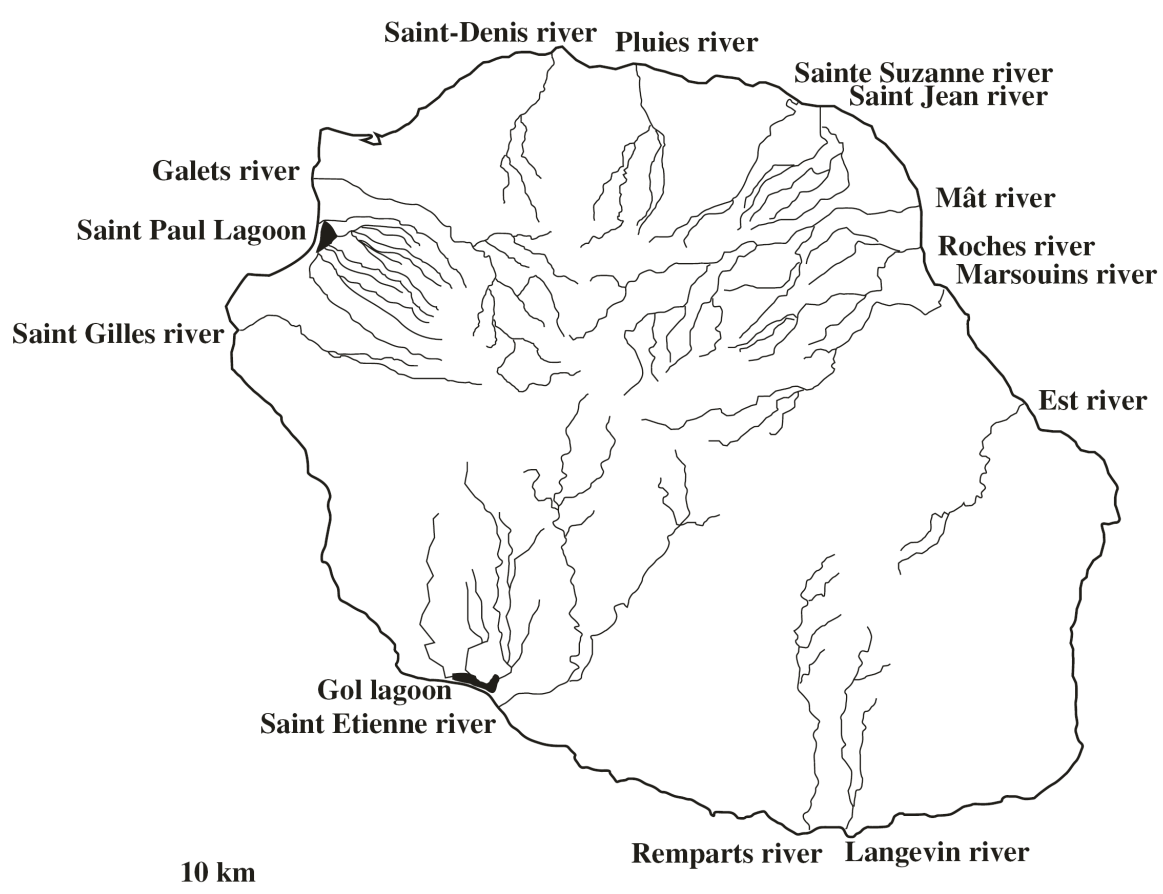 Saint-Denis river
Pluies river
Sainte Suzanne river
Saint Jean river
Galets river
Mât river
Saint Paul Lagoon
Roches river
Marsouins river
Saint Gilles river
Est river
Gol lagoon
Saint Etienne river
Remparts river
Langevin river
10 km